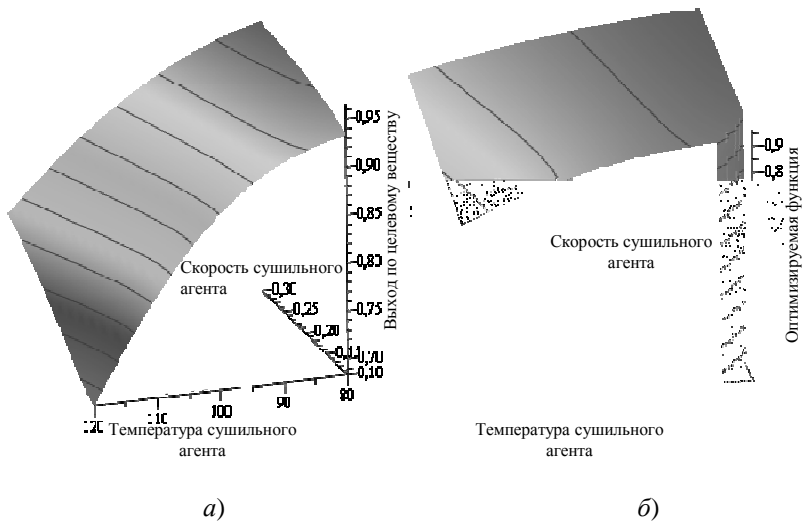 0,95
0,90
0,85
0,80
0,75
0,70
0,10
Выход по целевому веществу
Скорость сушильного
агента
0,30
0,25
0,20
100
90
80
Температура сушильного
агента
а)
0,9
0,8
Оптимизируемая функция
Скорость сушильного
агента
Температура сушильного
агента
б)